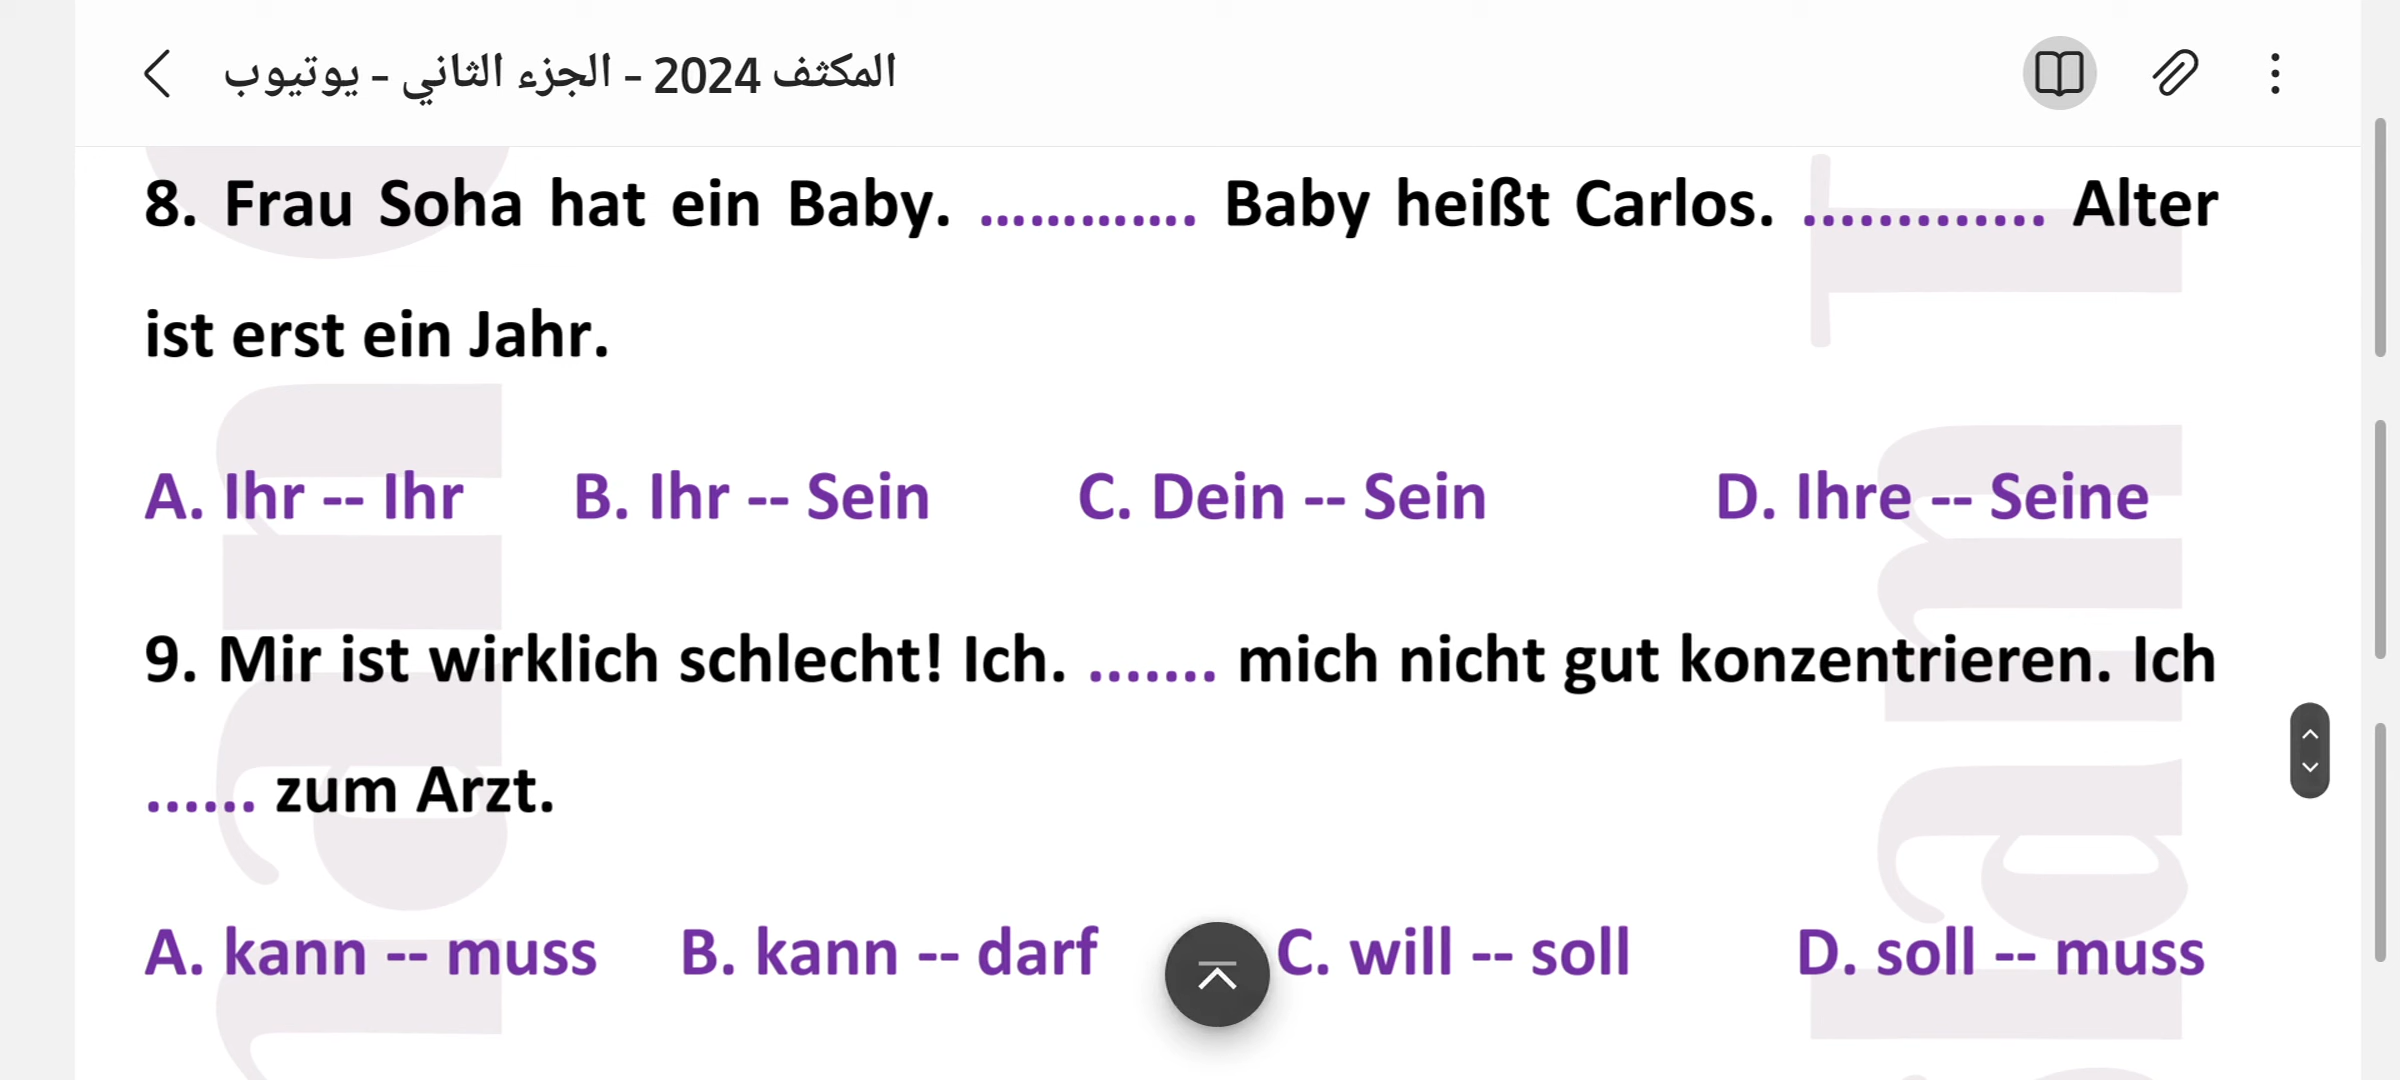 المكثف 2024 - الجزء الثاني - يوتيوب
8. Frau Soha hat ein Baby. ............. Baby heißt Carlos. ............. Alter
ist erst ein Jahr.
A. Ihr -- Ihr B. Ihr -- Sein C. Dein -- Sein D. Ihre -- Seine
9. Mir ist wirklich schlecht! Ich. ....... mich nicht gut konzentrieren. Ich
...... zum Arzt.
A. kann -- muss B. kann -- darf C. will -- soll D. soll -- muss